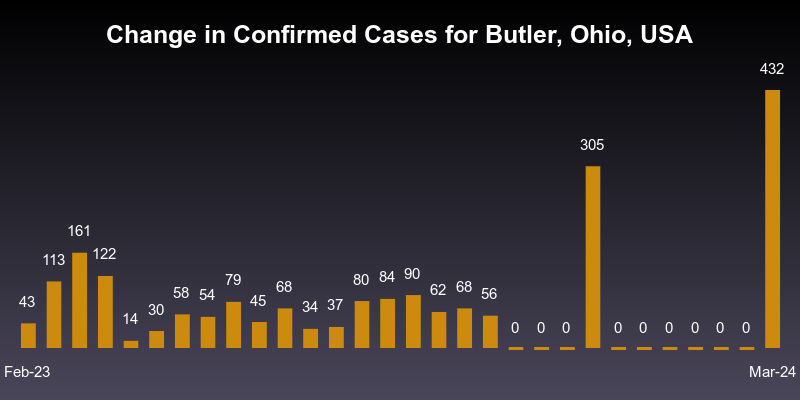 Change in Confirmed Cases for Butler, Ohio, USA
43 113 161 122 14 30 58 54 79 45 68 34 37 80 84 90 62 68 56 0 0 0 305 0 0 0 0 0 0 432
Feb-23 Mar-24